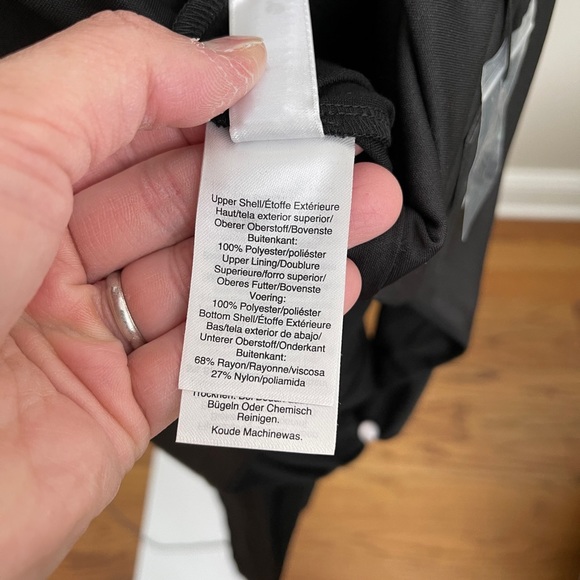 Upper Shell/Étoffe Extérieure
Haut/tela exterior superior/
Oberer Oberstoff/Bovenste
Buitenkant:
100% Polyester/poliéster
Upper Lining/Doublure
Superieure/forro superior/
Oberes Futter/Bovenste
Voering:
100% Polyester/poliéster
Bottom Shell/Étoffe Extérieure
Bas/tela exterior de abajo/
Unterer Oberstoff/Onderkant
Buitenkant:
68% Rayon/Rayonne/viscosa
27% Nylon/poliamida
Bügeln Oder Chemisch
Reinigen.
Koude Machinewas.